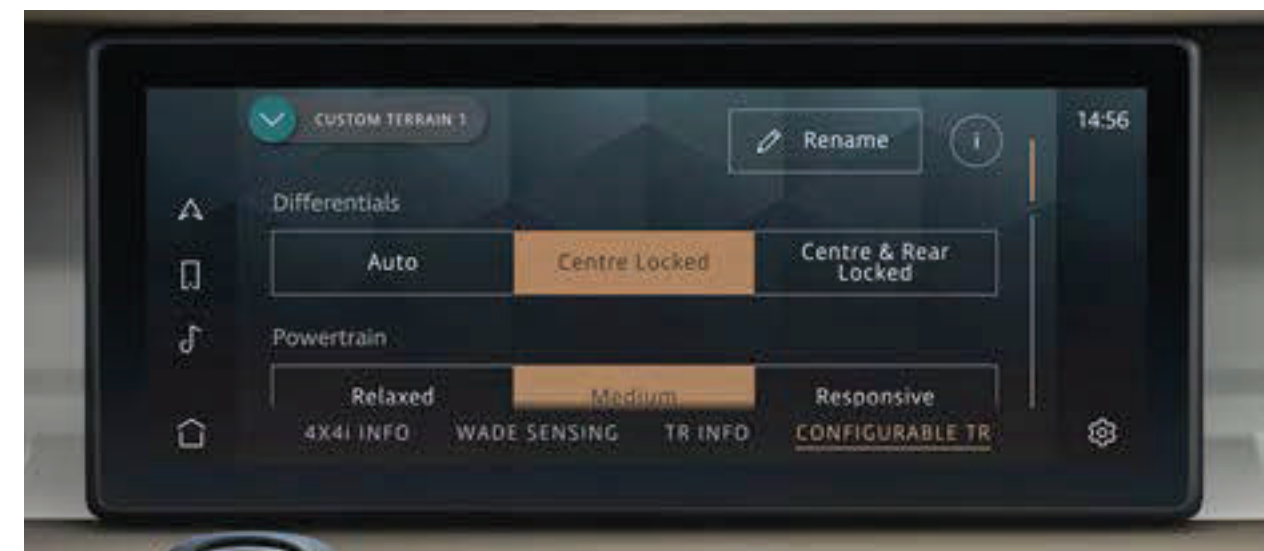 CUSTOM TERRAIN 1
Rename
i
14:56
Differentials
Auto
Centre Locked
Centre & Rear
Locked
Powertrain
Relaxed
Medium
Responsive
4X4i INFO
WADE SENSING
TR INFO
CONFIGURABLE TR